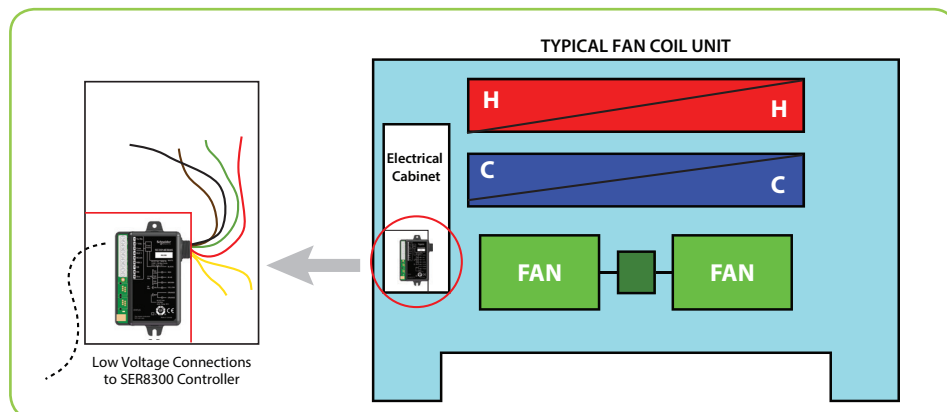 TYPICAL FAN COIL UNIT
H
H
Electrical
Cabinet
C
C
FAN
FAN
Low Voltage Connections
to SER8300 Controller